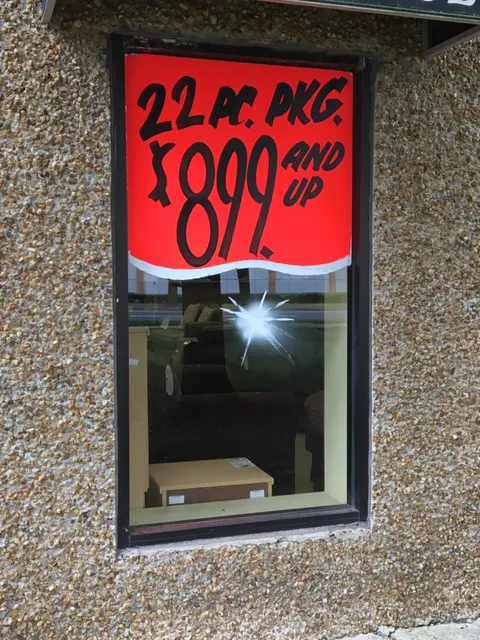 22 PC. PKG.
$899. AND
UP